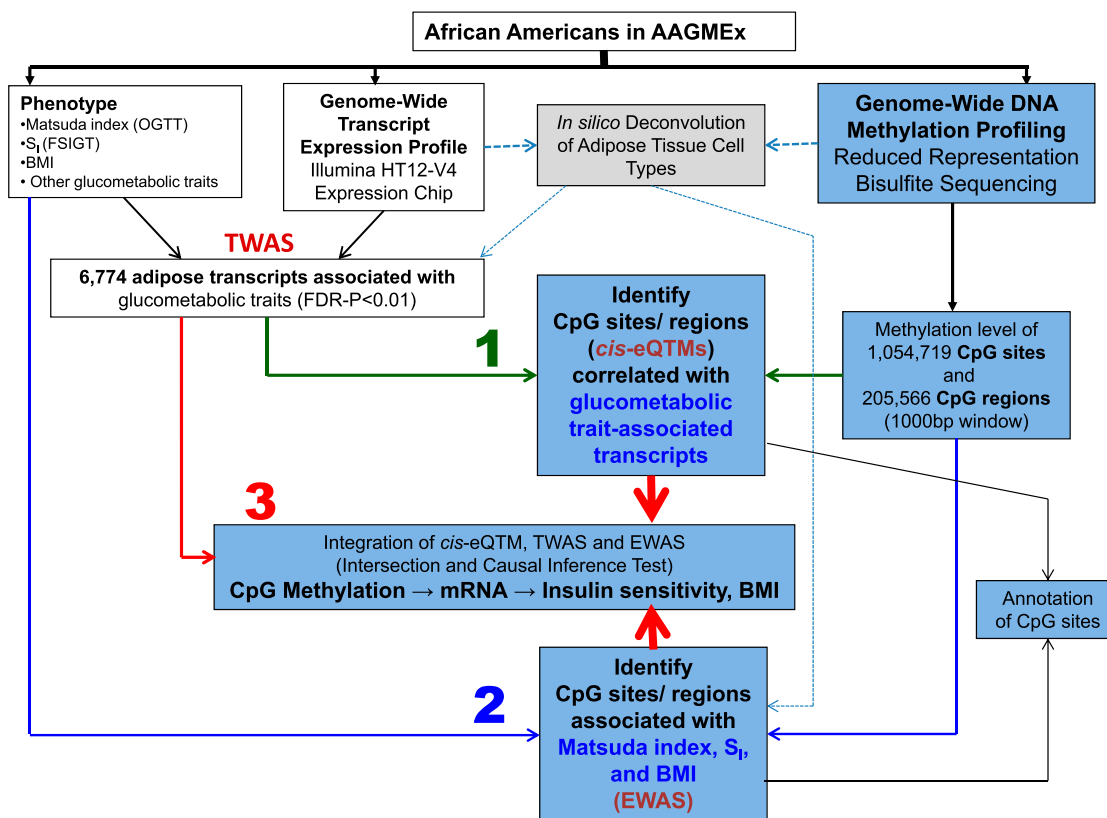 African Americans in AAGMEx
Phenotype
•Matsuda index (OGTT)
•SI (FSIGT)
•BMI
• Other glucometabolic traits
Genome-Wide
Transcript
Expression Profile
Illumina HT12-V4
Expression Chip
In silico Deconvolution
of Adipose Tissue Cell
Types
Genome-Wide DNA
Methylation Profiling
Reduced Representation
Bisulfite Sequencing
TWAS
6,774 adipose transcripts associated with
glucometabolic traits (FDR-P<0.01)
1
Identify
CpG sites/ regions
(cis-eQTMs)
correlated with
glucometabolic
trait-associated
transcripts
Methylation level of
1,054,719 CpG sites
and
205,566 CpG regions
(1000bp window)
3
Integration of cis-eQTM, TWAS and EWAS
(Intersection and Causal Inference Test)
CpG Methylation → mRNA → Insulin sensitivity, BMI
Annotation
of CpG sites
2
Identify
CpG sites/ regions
associated with
Matsuda index, SI,
and BMI
(EWAS)